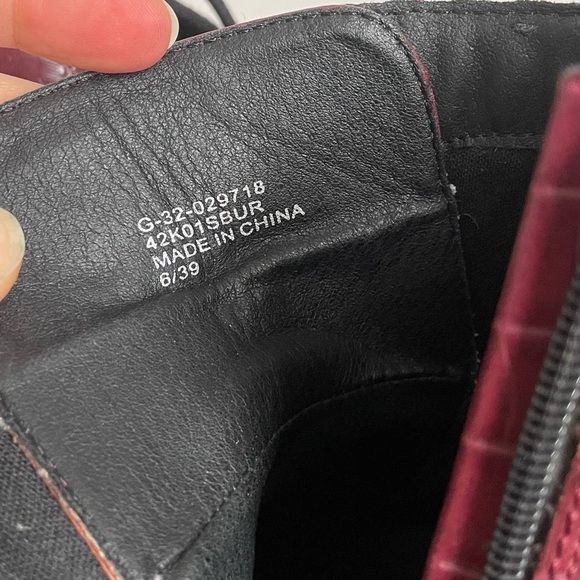 G-32-029718
42K01SBUR
MADE IN CHINA
6/39